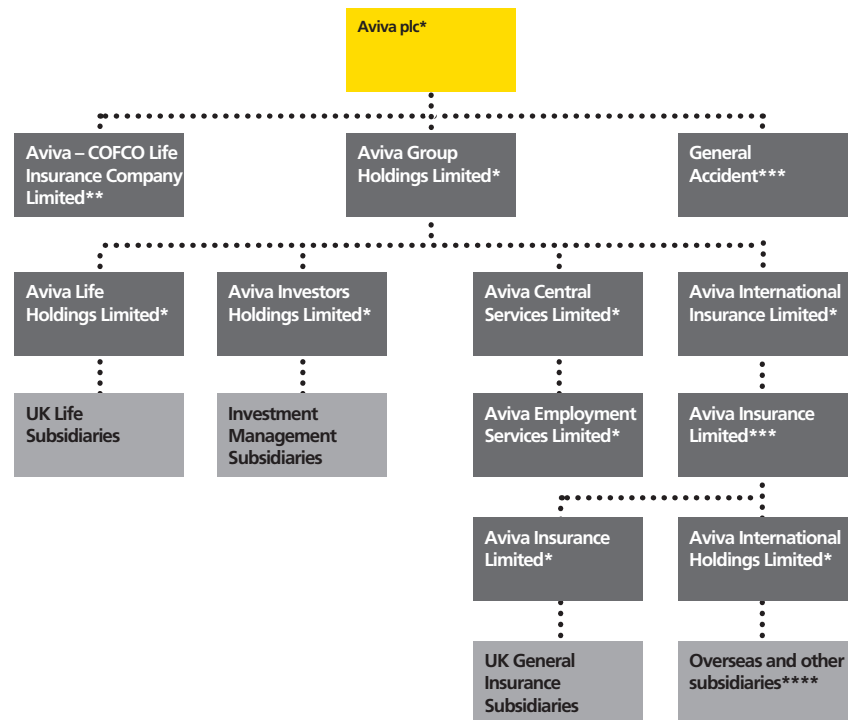 Aviva plc*
Aviva – COFCO Life
Insurance Company
Limited**
Aviva Group
Holdings Limited*
General
Accident***
Aviva Life
Holdings Limited*
Aviva Investors
Holdings Limited*
Aviva Central
Services Limited*
Aviva International
Insurance Limited*
UK Life
Subsidiaries
Investment
Management
Subsidiaries
Aviva Employment
Services Limited*
Aviva Insurance
Limited***
Aviva Insurance
Limited*
Aviva International
Holdings Limited*
UK General
Insurance
Subsidiaries
Overseas and other
subsidiaries****